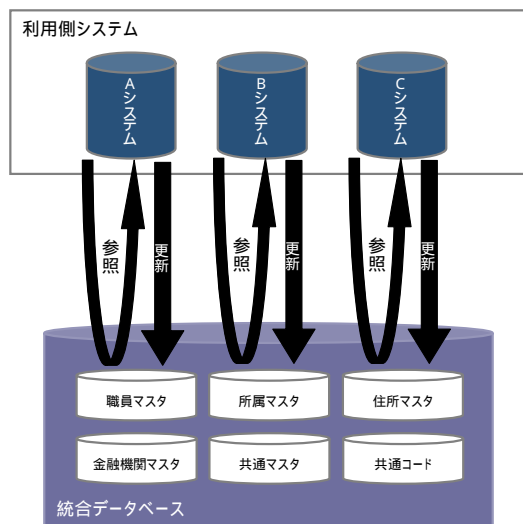 利用側システム
Aシステム
Bシステム
Cシステム
参照
更新
参照
更新
参照
更新
職員マスタ
所属マスタ
住所マスタ
金融機関マスタ
共通マスタ
共通コード
統合データベース